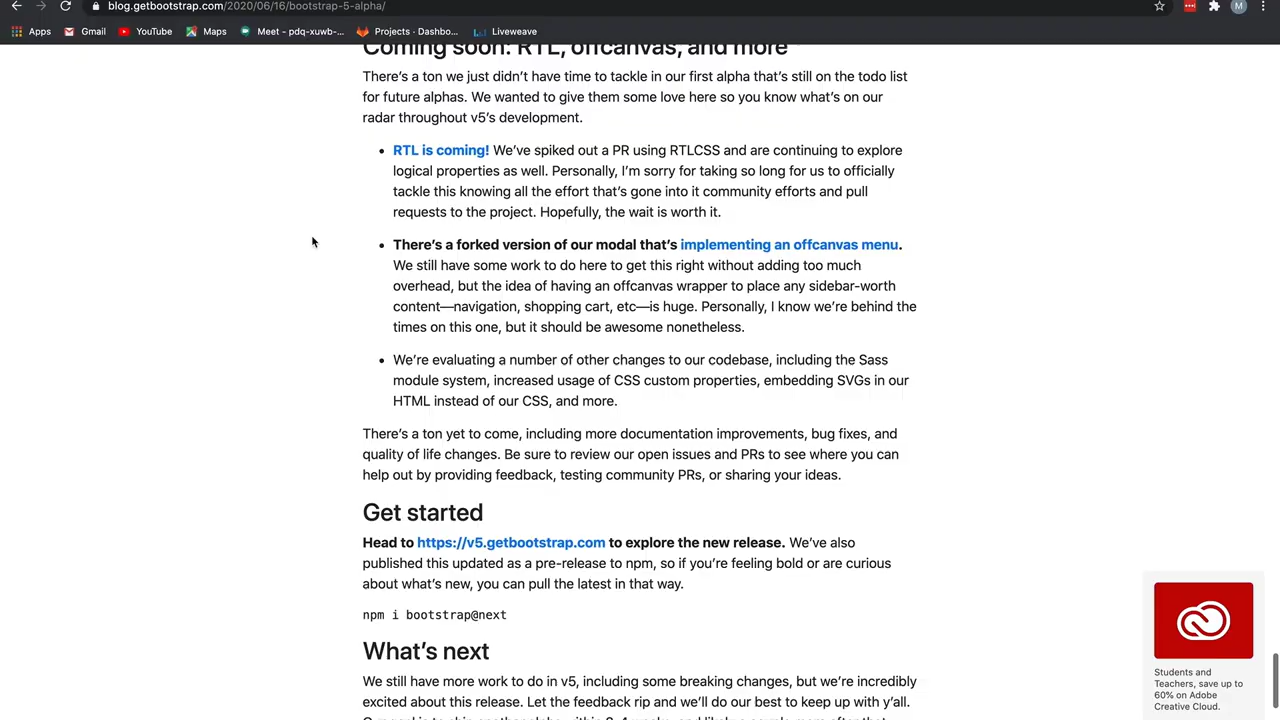 blog.getbootstrap.com/2020/06/16/bootstrap-5-alpha/
M
Apps
Gmail
YouTube
Maps
Meet - pdq-xuwb-...
Projects · Dashbo...
Liveweave
Coming soon: RTL, offcanvas, and more
There’s a ton we just didn’t have time to tackle in our first alpha that’s still on the todo list
for future alphas. We wanted to give them some love here so you know what’s on our
radar throughout v5’s development.
• RTL is coming! We’ve spiked out a PR using RTLCSS and are continuing to explore
logical properties as well. Personally, I’m sorry for taking so long for us to officially
tackle this knowing all the effort that’s gone into it community efforts and pull
requests to the project. Hopefully, the wait is worth it.
• There’s a forked version of our modal that’s implementing an offcanvas menu.
We still have some work to do here to get this right without adding too much
overhead, but the idea of having an offcanvas wrapper to place any sidebar-worth
content—navigation, shopping cart, etc—is huge. Personally, I know we’re behind the
times on this one, but it should be awesome nonetheless.
• We’re evaluating a number of other changes to our codebase, including the Sass
module system, increased usage of CSS custom properties, embedding SVGs in our
HTML instead of our CSS, and more.
There’s a ton yet to come, including more documentation improvements, bug fixes, and
quality of life changes. Be sure to review our open issues and PRs to see where you can
help out by providing feedback, testing community PRs, or sharing your ideas.
Get started
Head to https://v5.getbootstrap.com to explore the new release. We’ve also
published this updated as a pre-release to npm, so if you’re feeling bold or are curious
about what’s new, you can pull the latest in that way.
npm i bootstrap@next
What’s next
We still have more work to do in v5, including some breaking changes, but we’re incredibly
excited about this release. Let the feedback rip and we’ll do our best to keep up with y’all.
Students and
Teachers, save up to
60% on Adobe
Creative Cloud.